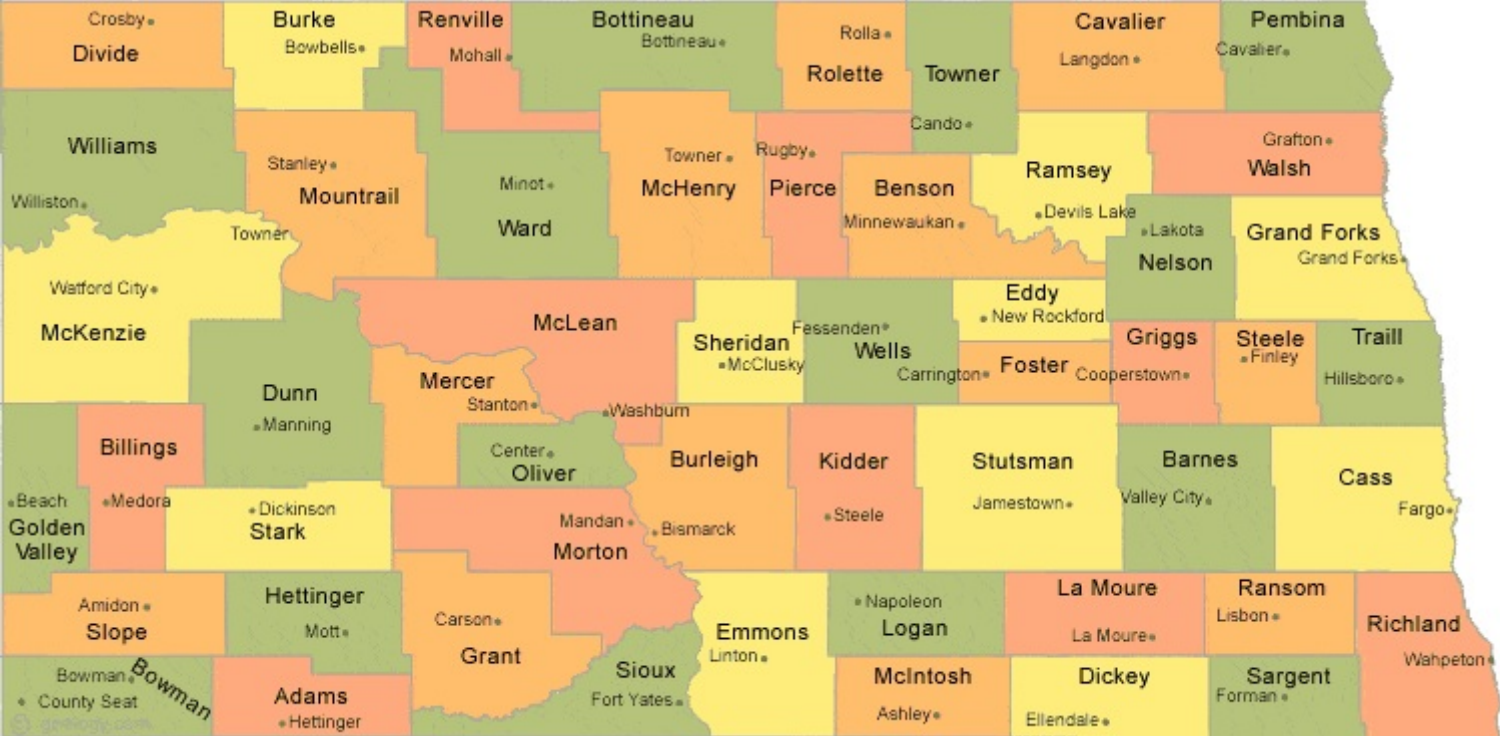 Crosby
Divide
Burke
Bowbells
Renville
Mohall
Bottineau
Bottineau
Rolla
Rolette
Towner
Cando
Cavalier
Langdon
Pembina
Cavalier
Williams
Williston
Stanley
Mountrail
Minot
Ward
Towner
McHenry
Rugby
Pierce
Benson
Minnewaukan
Ramsey
Devils Lake
Grafton
Walsh
Lakota
Nelson
Grand Forks
Grand Forks
Towner
Watford City
McKenzie
McLean
Washburn
Sheridan
McClusky
Fessenden
Wells
Eddy
New Rockford
Carrington
Foster
Griggs
Cooperstown
Steele
Finley
Traill
Hillsboro
Dunn
Manning
Mercer
Stanton
Center
Oliver
Billings
Medora
Beach
Golden
Valley
Dickinson
Stark
Mandan
Morton
Burleigh
Bismarck
Kidder
Steele
Stutsman
Jamestown
Barnes
Valley City
Cass
Fargo
Amidon
Slope
Hettinger
Mott
Carson
Grant
Sioux
Fort Yates
Emmons
Linton
Napoleon
Logan
La Moure
La Moure
Ransom
Lisbon
Richland
Wahpeton
Bowman
Bowman
County Seat
© geology.com
Adams
Hettinger
McIntosh
Ashley
Dickey
Ellendale
Sargent
Forman